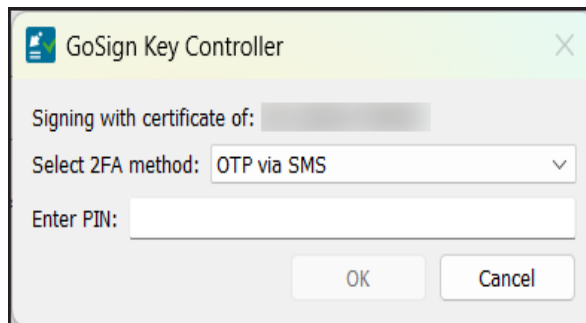 GoSign Key Controller
Signing with certificate of:
Select 2FA method: OTP via SMS
Enter PIN:
OK Cancel